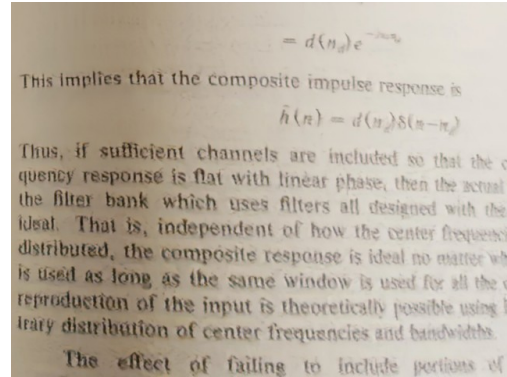 = d(n_d)e
This implies that the composite impulse response is
h̃(n) = d(n_d)δ(n−n_d)
Thus, if sufficient channels are included so that the
quency response is flat with linear phase, then the actual
the filter bank which uses filters all designed with the
ideal. That is, independent of how the center frequenc
distributed, the composite response is ideal no matter wh
is used as long as the same window is used for all the
reproduction of the input is theoretically possible using
trary distribution of center frequencies and bandwidths.
The effect of failing to include portions of